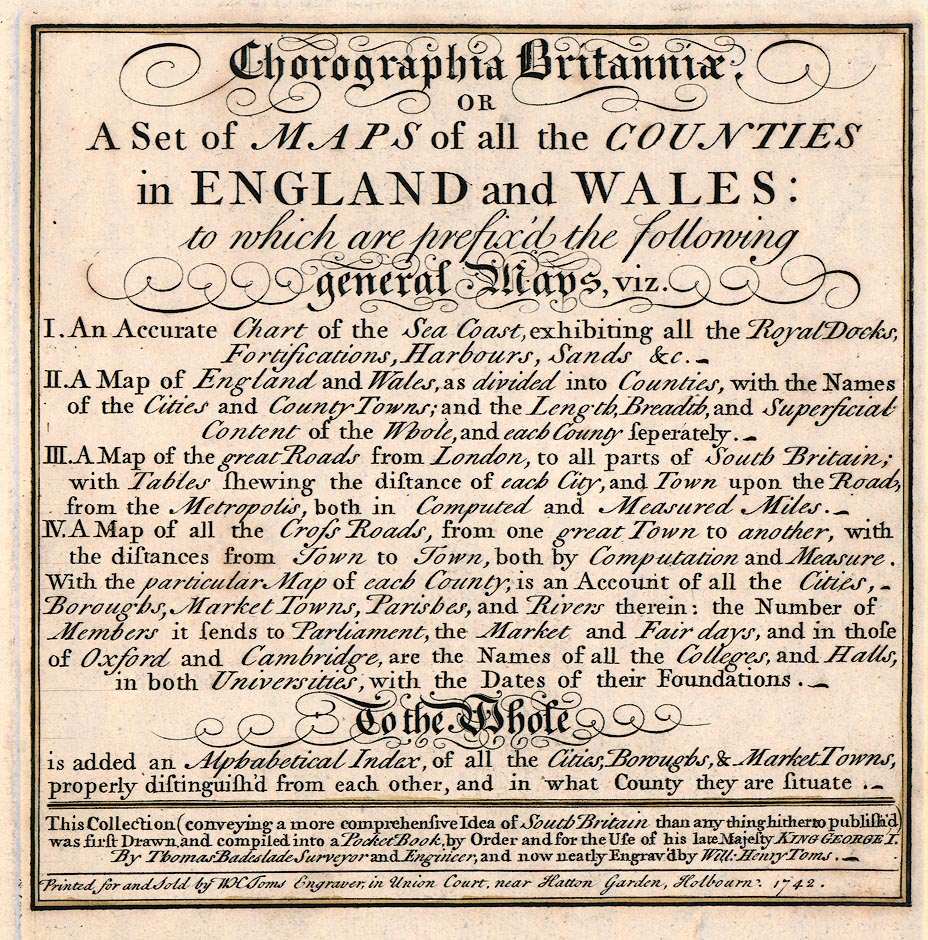 Chorographia Britanniæ.
OR
A Set of MAPS of all the COUNTIES
in ENGLAND and WALES:
to which are prefix'd the following
general Maps, viz.
I. An Accurate Chart of the Sea Coast, exhibiting all the Royal Docks,
Fortifications, Harbours, Sands &c. ~
II. A Map of England and Wales, as divided into Counties, with the Names
of the Cities and County Towns; and the Length, Breadth, and Superficial
Content of the Whole, and each County ſeperately. ~
III. A Map of the great Roads from London, to all parts of South Britain;
with Tables ſhewing the diſtance of each City, and Town upon the Road,
from the Metropolis, both in Computed and Measured Miles. ~
IV. A Map of all the Croſs Roads, from one great Town to another, with
the diſtances from Town to Town, both by Computation and Measure.
With the particular Map of each County, is an Account of all the Cities, ~
Boroughs, Market Towns, Parishes, and Rivers therein: the Number of
Members it ſends to Parliament, the Market and Fair days, and in thoſe
of Oxford and Cambridge, are the Names of all the Colleges, and Halls,
in both Universities, with the Dates of their Foundations. ~
To the Whole
is added an Alphabetical Index, of all the Cities, Boroughs, & Market Towns,
properly diſtinguiſh'd from each other, and in what County they are ſituate. ~
This Collection (conveying a more comprehenſive Idea of South Britain than any thing hitherto publiſh'd)
was firſt Drawn, and compiled into a Pocket Book, by Order and for the Uſe of his late Majeſty KING GEORGE I.
By Thomas Badeslade Surveyor and Engineer, and now neatly Engrav'd by Will: Henry Toms. ~
Printed for and Sold by W.H. Toms Engraver, in Union Court, near Hatton Garden, Holbourn. 1742.